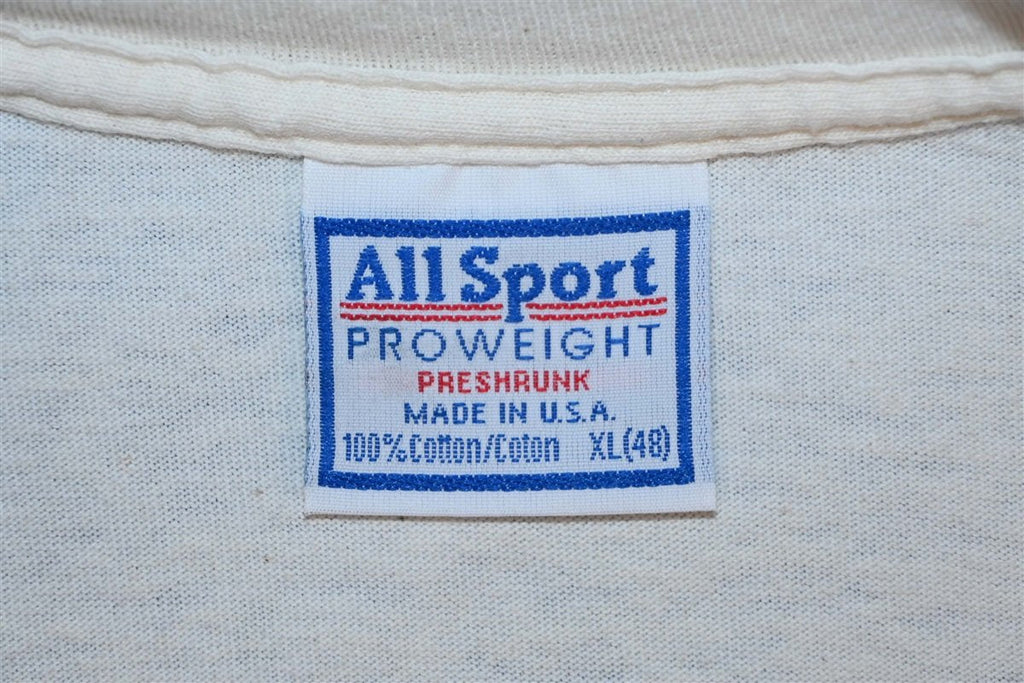 All Sport
PROWEIGHT
PRESHRUNK
MADE IN U.S.A.
100% Cotton/Coton XL(48)